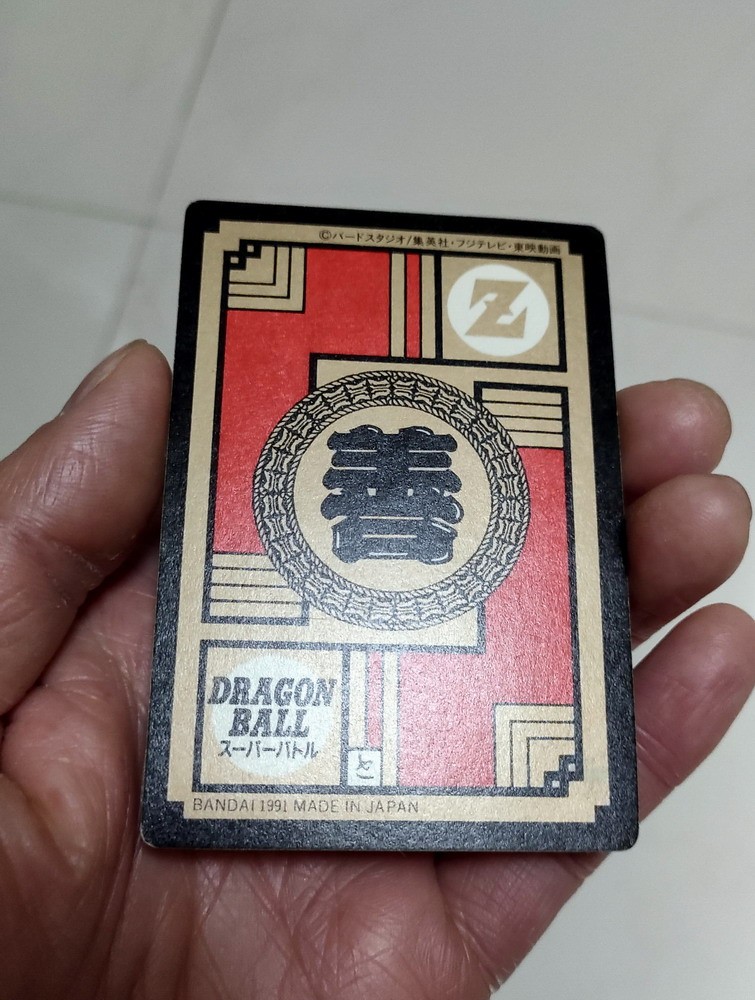 ©バードスタジオ/集英社・フジテレビ・東映動画
Z
善
DRAGON
BALL
スーパーバトル
と
BANDAI 1991 MADE IN JAPAN